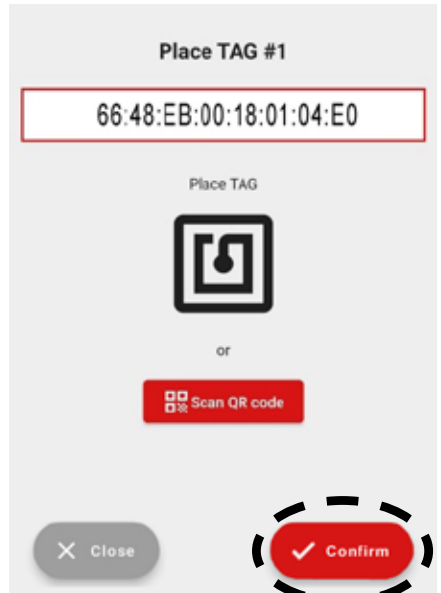 Place TAG #1
66:48:EB:00:18:01:04:E0
Place TAG
or
Scan QR code
Close
Confirm